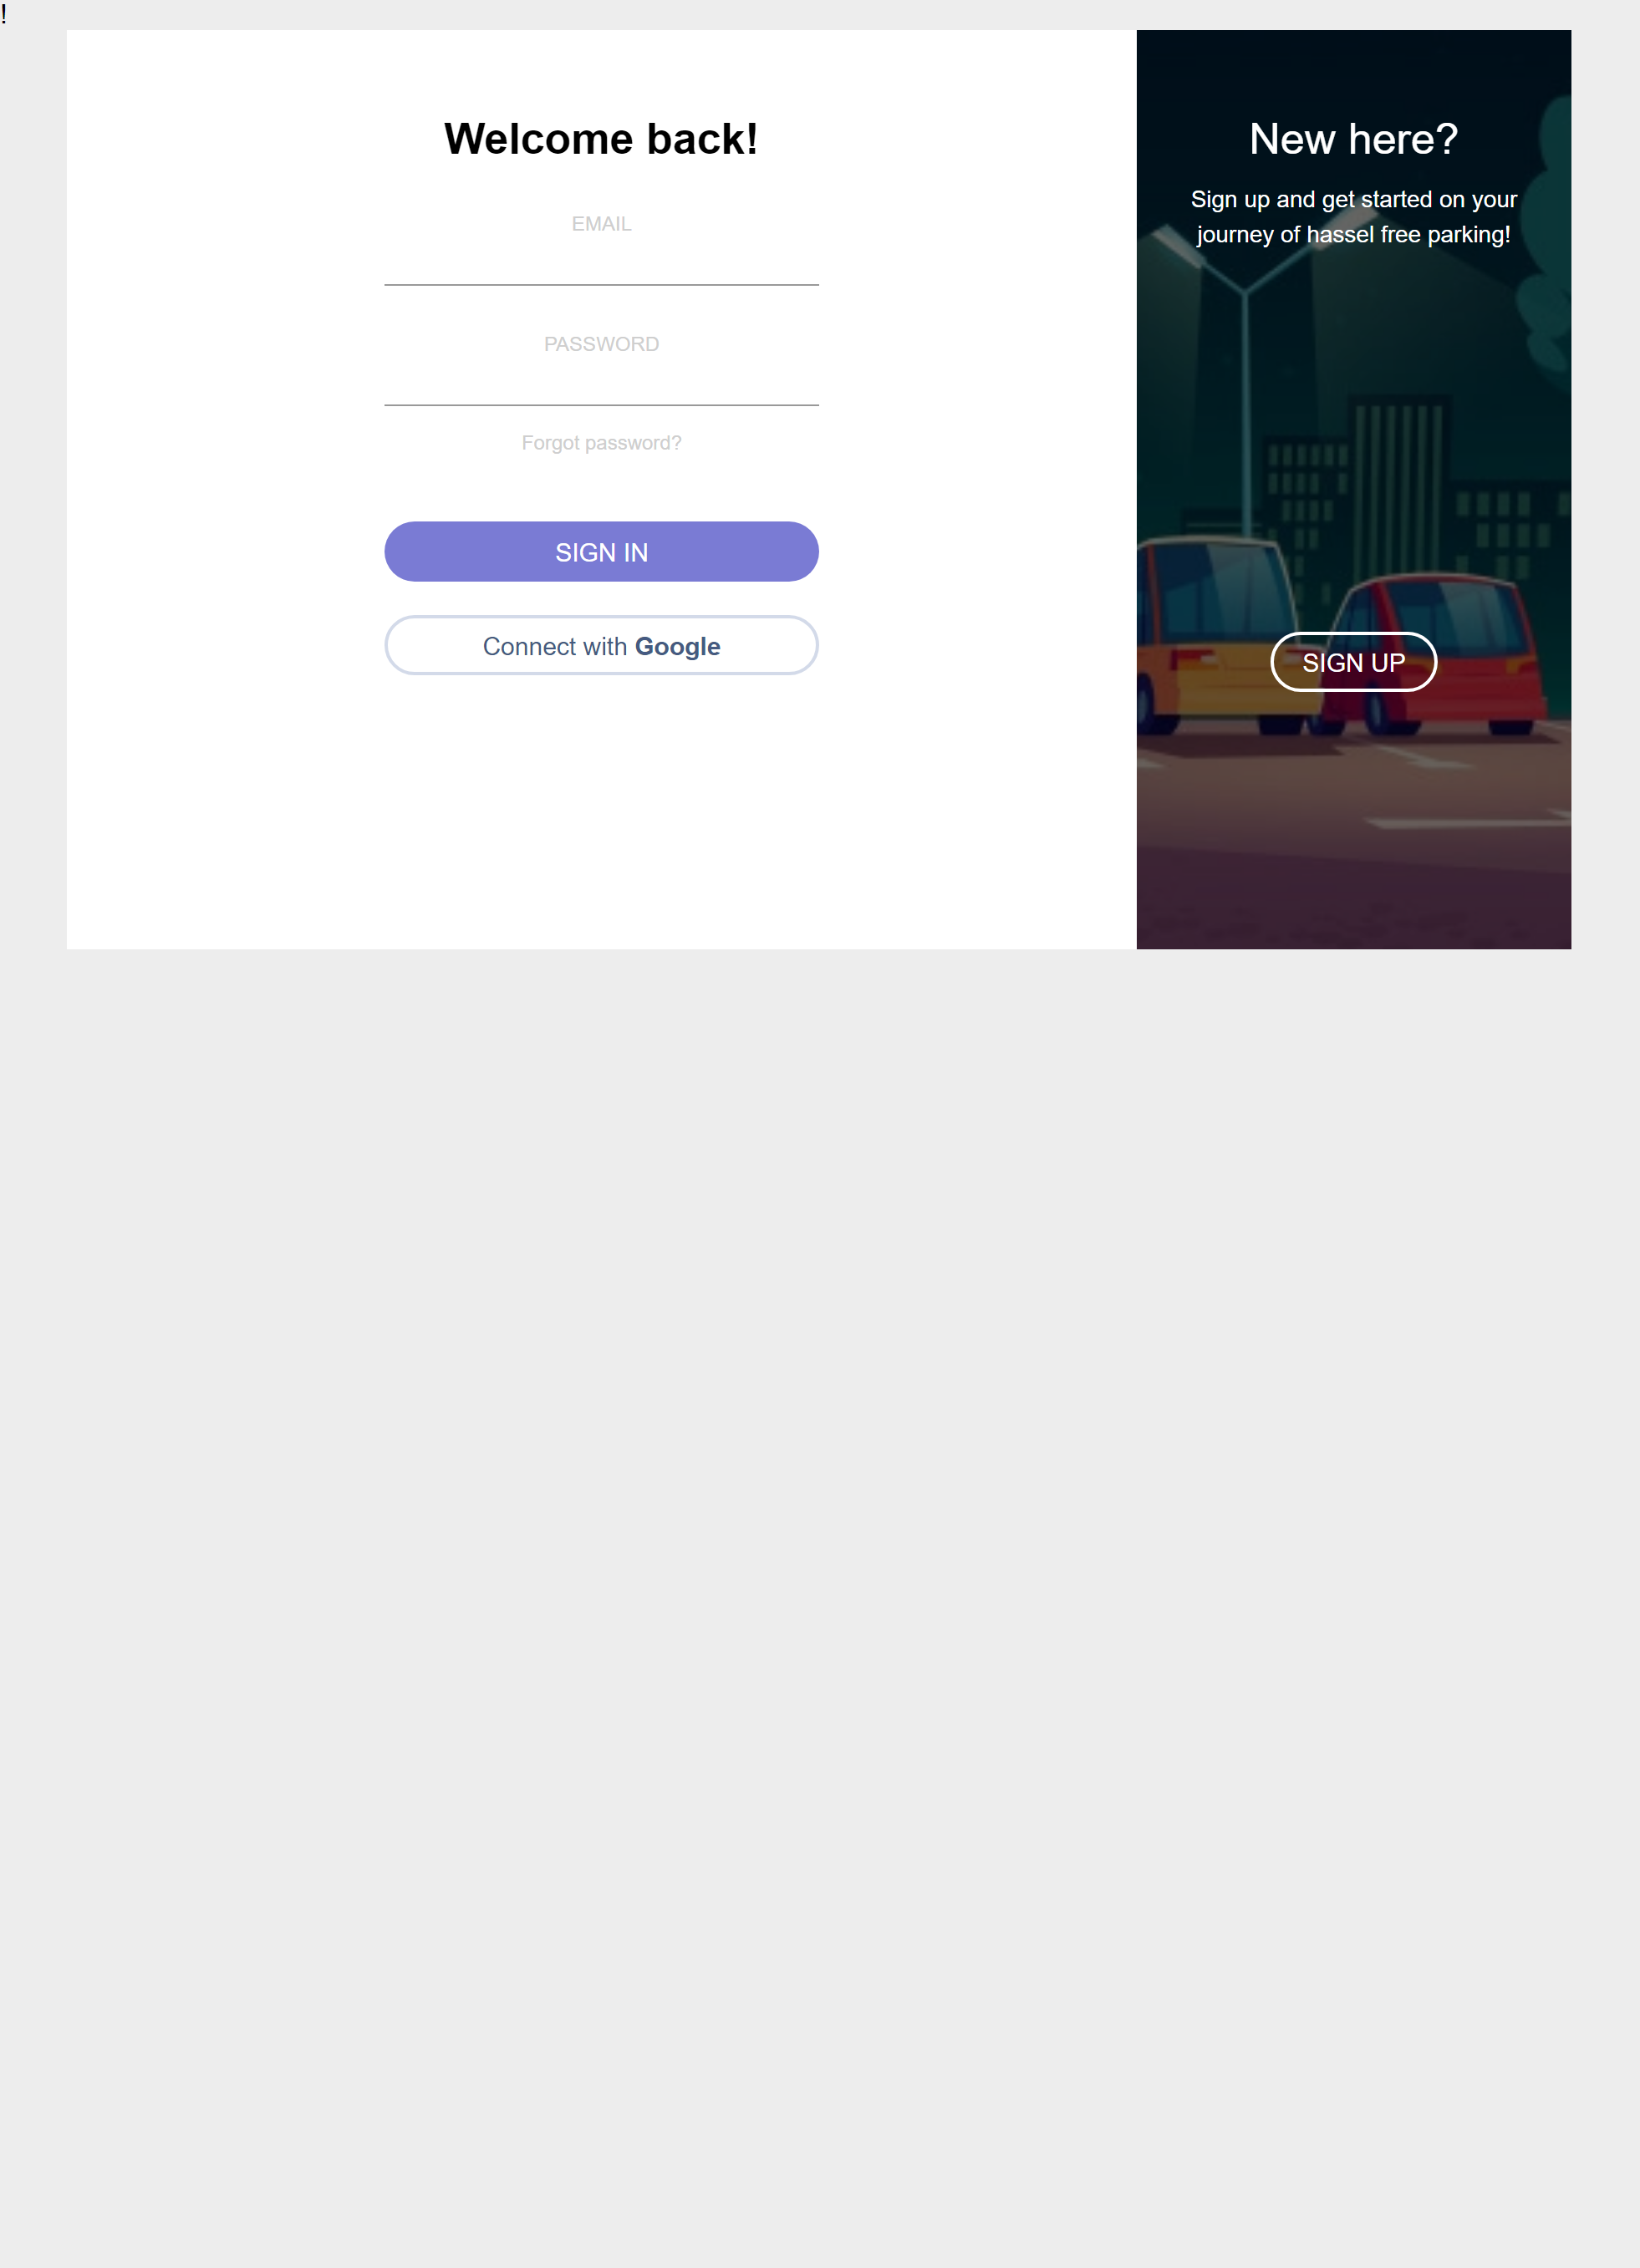 !
Welcome back!
EMAIL
PASSWORD
Forgot password?
SIGN IN
Connect with Google
New here?
Sign up and get started on your
journey of hassel free parking!
SIGN UP